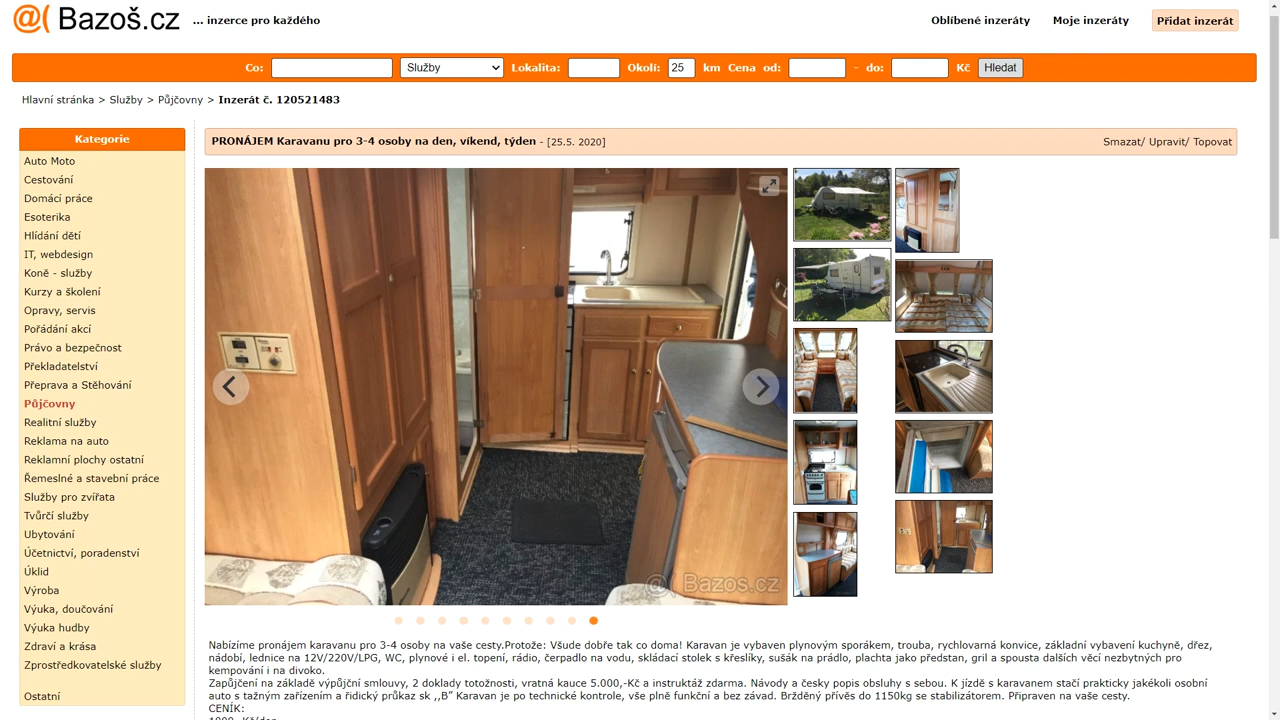 @( Bazoš.cz ... inzerce pro každého Oblíbené inzeráty Moje inzeráty Přidat inzerát
Co: Služby Lokalita: Okolí: 25 km Cena od: - do: Kč Hledat
Hlavní stránka > Služby > Půjčovny > Inzerát č. 120521483
Kategorie
Auto Moto
Cestování
Domácí práce
Esoterika
Hlídání dětí
IT, webdesign
Koně - služby
Kurzy a školení
Opravy, servis
Pořádání akcí
Právo a bezpečnost
Překladatelství
Přeprava a Stěhování
Půjčovny
Realitní služby
Reklama na auto
Reklamní plochy ostatní
Řemeslné a stavební práce
Služby pro zvířata
Tvůrčí služby
Ubytování
Účetnictví, poradenství
Úklid
Výroba
Výuka, doučování
Výuka hudby
Zdraví a krása
Zprostředkovatelské služby
Ostatní
PRONÁJEM Karavanu pro 3-4 osoby na den, víkend, týden - [25.5. 2020] Smazat/ Upravit/ Topovat
@( Bazos.cz
Nabízíme pronájem karavanu pro 3-4 osoby na vaše cesty.Protože: Všude dobře tak co doma! Karavan je vybaven plynovým sporákem, trouba, rychlovarná konvice, základní vybavení kuchyně, dřez,
nádobí, lednice na 12V/220V/LPG, WC, plynové i el. topení, rádio, čerpadlo na vodu, skládací stolek s křeslíky, sušák na prádlo, plachta jako předstan, gril a spousta dalších věcí nezbytných pro
kempování i na divoko.
Zapůjčení na základě výpůjční smlouvy, 2 doklady totožnosti, vratná kauce 5.000,-Kč a instruktáž zdarma. Návody a česky popis obsluhy s sebou. K jízdě s karavanem stačí prakticky jakékoli osobní
auto s tažným zařízením a řidický průkaz sk ,,B” Karavan je po technické kontrole, vše plně funkční a bez závad. Bržděný přívěs do 1150kg se stabilizátorem. Připraven na vaše cesty.
CENÍK:
1000,-Kč/den